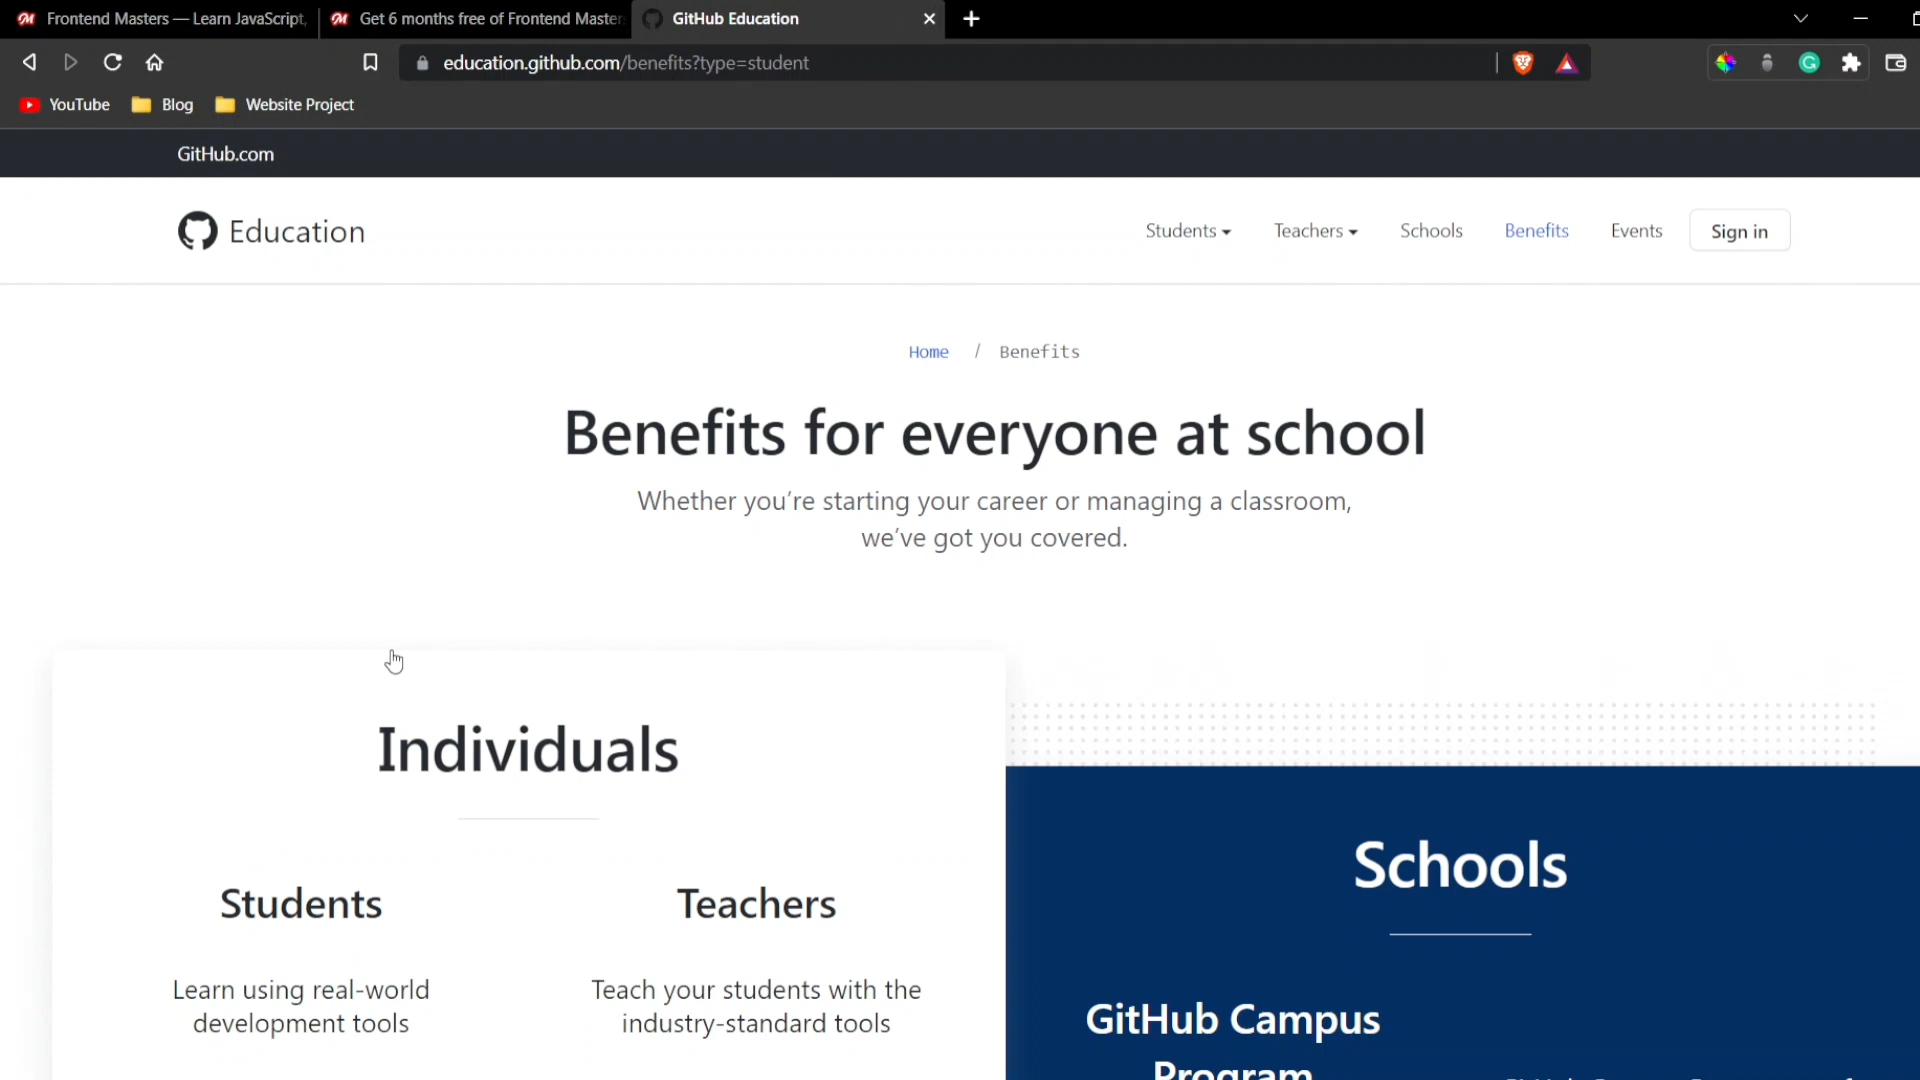 Frontend Masters — Learn JavaScript,
Get 6 months free of Frontend Master
GitHub Education
education.github.com/benefits?type=student
YouTube
Blog
Website Project
GitHub.com
Education
Students
Teachers
Schools
Benefits
Events
Sign in
Home / Benefits
Benefits for everyone at school
Whether you’re starting your career or managing a classroom,
we’ve got you covered.
Individuals
Students
Learn using real-world
development tools
Teachers
Teach your students with the
industry-standard tools
Schools
GitHub Campus
Program